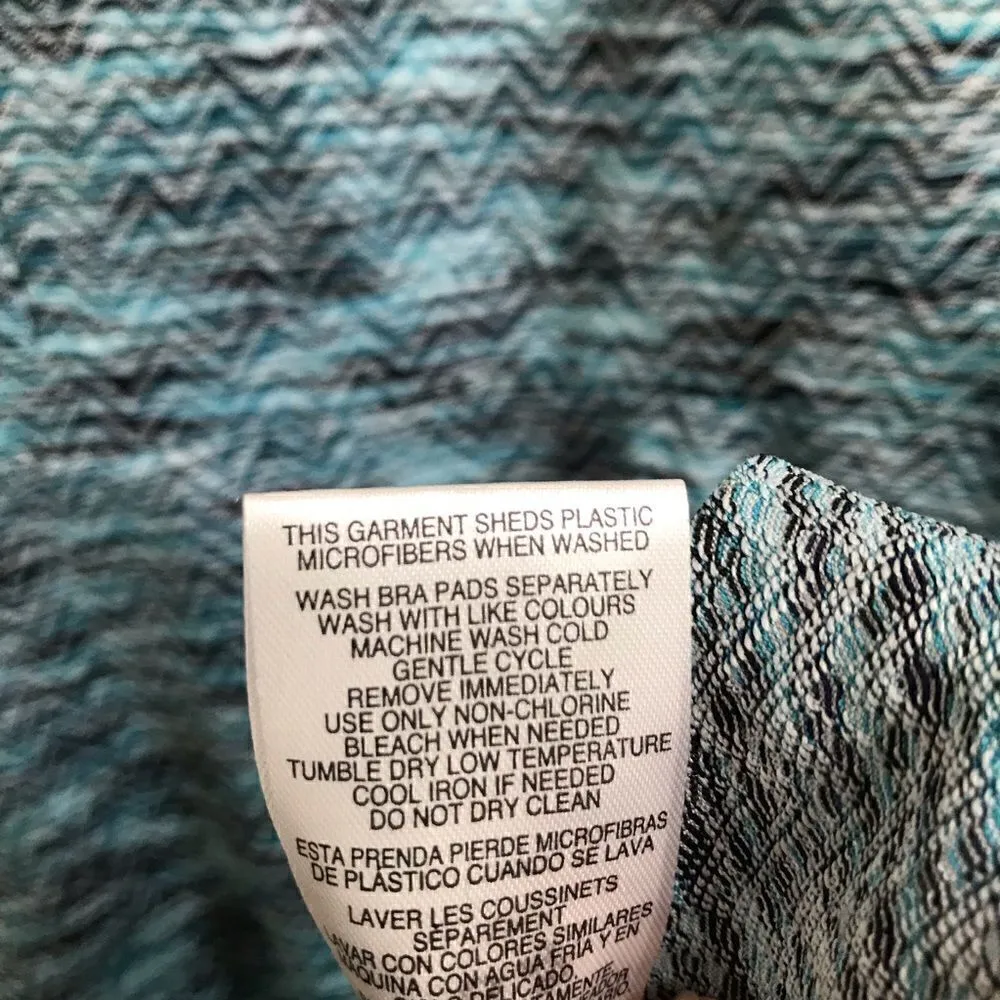 THIS GARMENT SHEDS PLASTIC
MICROFIBERS WHEN WASHED
WASH BRA PADS SEPARATELY
WASH WITH LIKE COLOURS
MACHINE WASH COLD
GENTLE CYCLE
REMOVE IMMEDIATELY
USE ONLY NON-CHLORINE
BLEACH WHEN NEEDED
TUMBLE DRY LOW TEMPERATURE
COOL IRON IF NEEDED
DO NOT DRY CLEAN
ESTA PRENDA PIERDE MICROFIBRAS
DE PLASTICO CUANDO SE LAVA
LAVER LES COUSSINETS
SEPAREMENT
CON COLORES SIMILARES
CON AGUA FRIA Y EN
DELICADO.